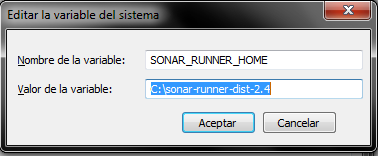 Editar la variable del sistema
Nombre de la variable: SONAR_RUNNER_HOME
Valor de la variable: C:\sonar-runner-dist-2.4
Aceptar Cancelar